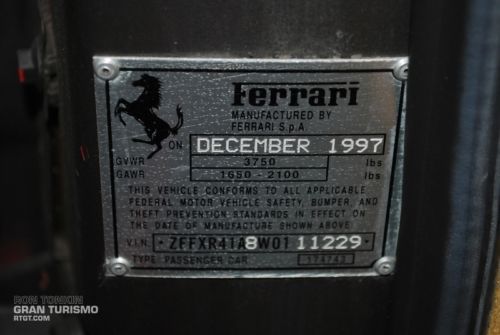 Ferrari
MANUFACTURED BY
FERRARI S.p.A.
ON DECEMBER 1997
GVWR 3750 lbs
GAWR 1650 - 2100 lbs
THIS VEHICLE CONFORMS TO ALL APPLICABLE
FEDERAL MOTOR VEHICLE SAFETY, BUMPER, AND
THEFT PREVENTION STANDARDS IN EFFECT ON
THE DATE OF MANUFACTURE SHOWN ABOVE
V.I.N. ·ZFFXR41A8W0111229·
TYPE PASSENGER CAR
RON TONKIN
GRAN TURISMO
RTGT.COM